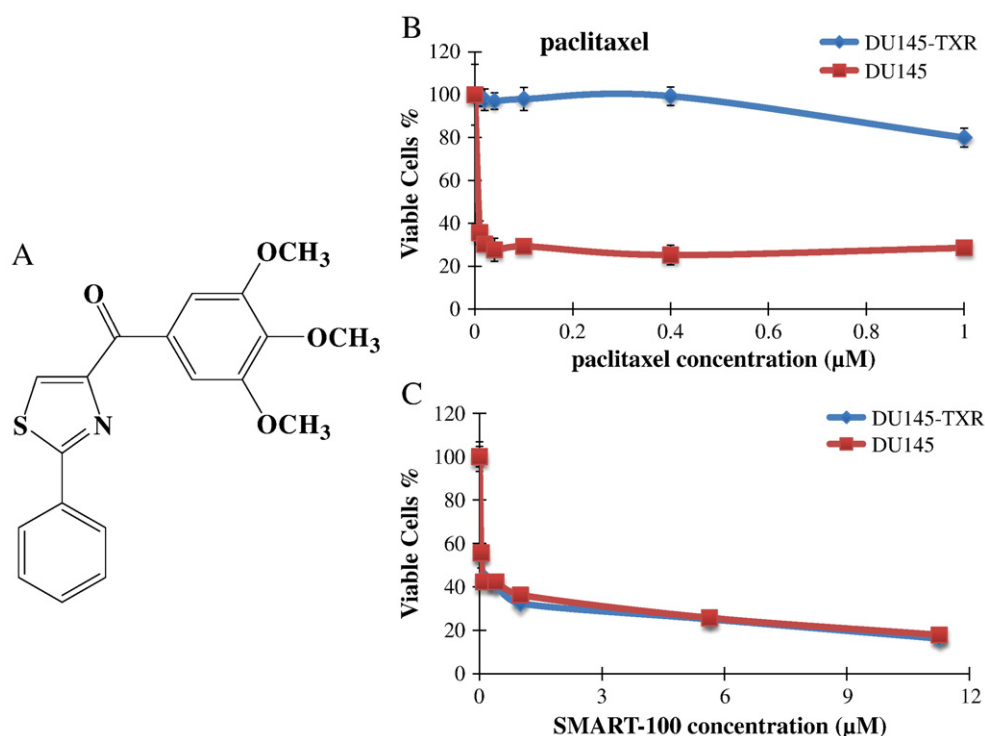 A
O
OCH3
OCH3
OCH3
S
N
B
paclitaxel
DU145-TXR
DU145
Viable Cells %
120
100
80
60
40
20
0
0 0.2 0.4 0.6 0.8 1
paclitaxel concentration (µM)
C
DU145-TXR
DU145
Viable Cells %
120
100
80
60
40
20
0
0 3 6 9 12
SMART-100 concentration (µM)